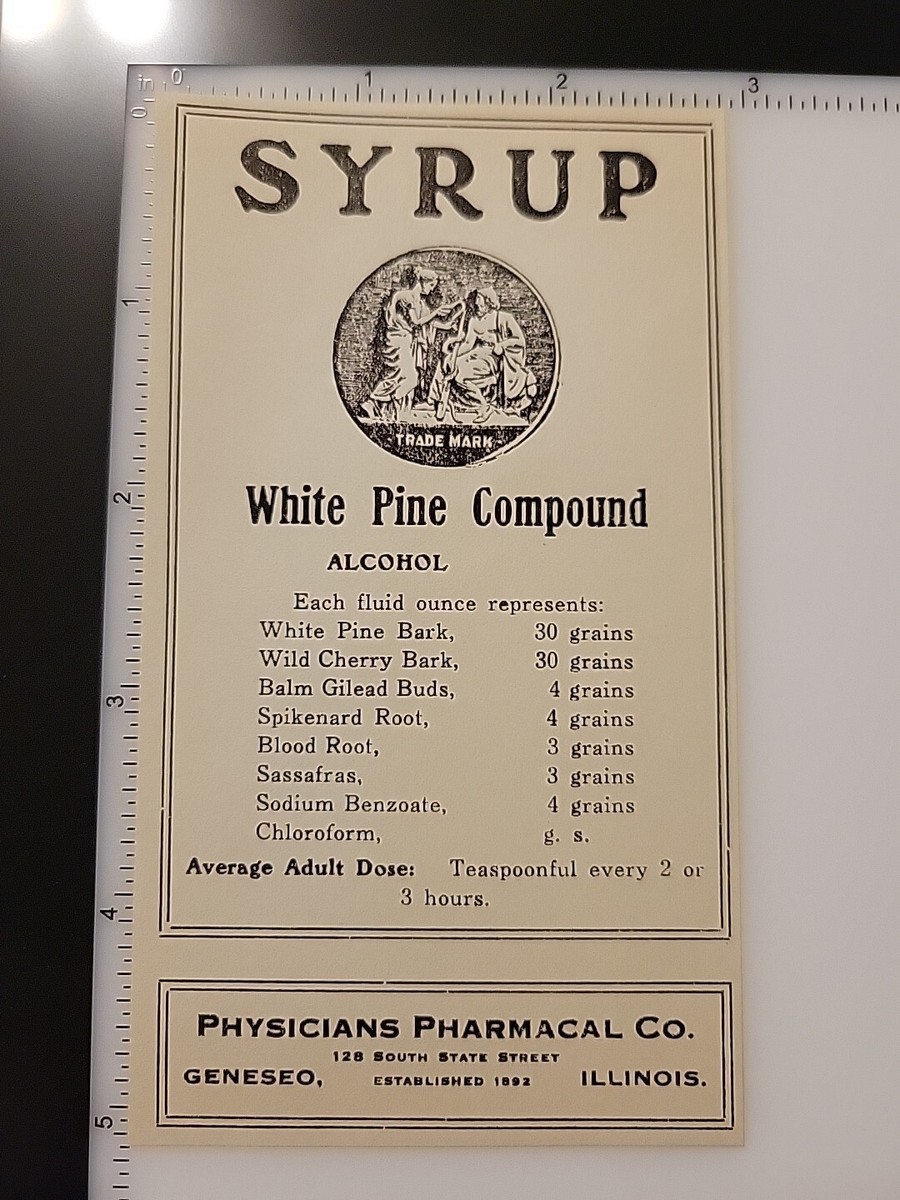 in 0 1 2 3
0
1
2
3
4
5
SYRUP
TRADE MARK
White Pine Compound
ALCOHOL
Each fluid ounce represents:
White Pine Bark, 30 grains
Wild Cherry Bark, 30 grains
Balm Gilead Buds, 4 grains
Spikenard Root, 4 grains
Blood Root, 3 grains
Sassafras, 3 grains
Sodium Benzoate, 4 grains
Chloroform, g. s.
Average Adult Dose: Teaspoonful every 2 or
3 hours.
PHYSICIANS PHARMACAL CO.
128 SOUTH STATE STREET
GENESEO, ESTABLISHED 1892 ILLINOIS.